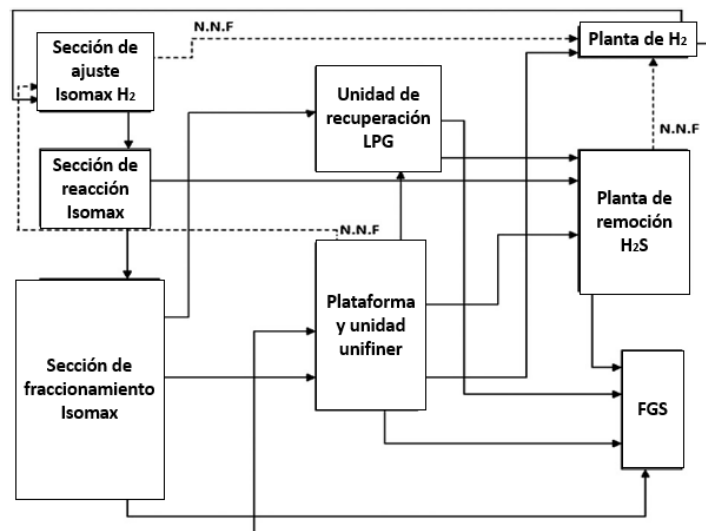 Sección de
ajuste
Isomax H₂
N.N.F
Planta de H₂
Unidad de
recuperación
LPG
N.N.F
Sección de
reacción
Isomax
Planta de
remoción
H₂S
N.N.F
Plataforma
y unidad
unifiner
Sección de
fraccionamiento
Isomax
FGS